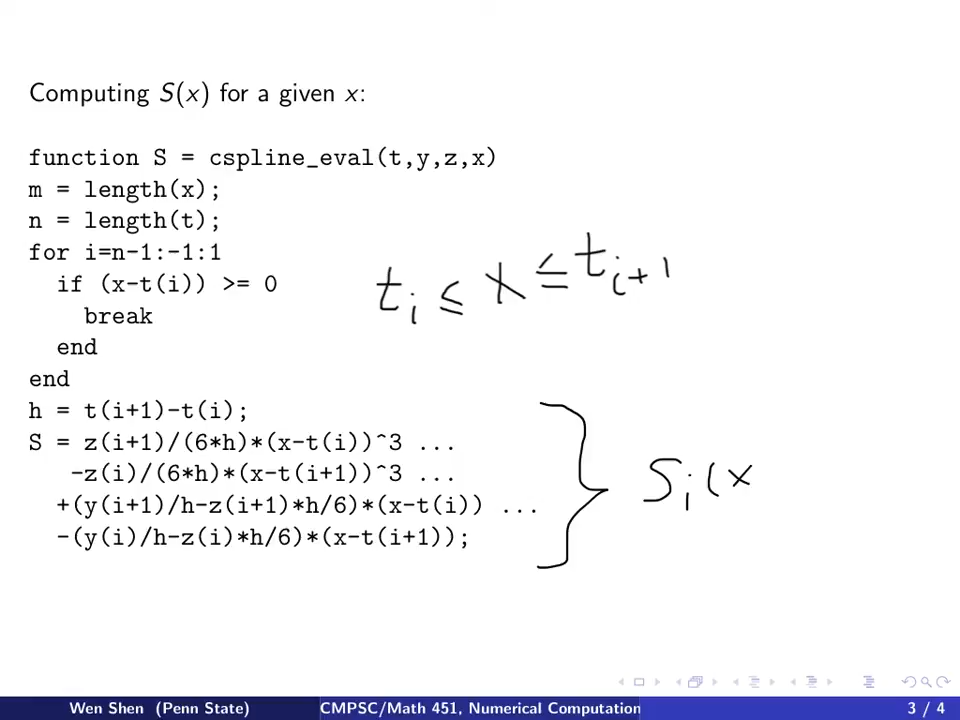 Computing S(x) for a given x:
function S = cspline_eval(t,y,z,x)
m = length(x);
n = length(t);
for i=n-1:-1:1
if (x-t(i)) >= 0
break
end
end
h = t(i+1)-t(i);
S = z(i+1)/(6*h)*(x-t(i))^3 ...
-z(i)/(6*h)*(x-t(i+1))^3 ...
+(y(i+1)/h-z(i+1)*h/6)*(x-t(i)) ...
-(y(i)/h-z(i)*h/6)*(x-t(i+1));
t_i ≤ x ≤ t_{i+1}
S_i(x
Wen Shen (Penn State) CMPSC/Math 451, Numerical Computation 3 / 4